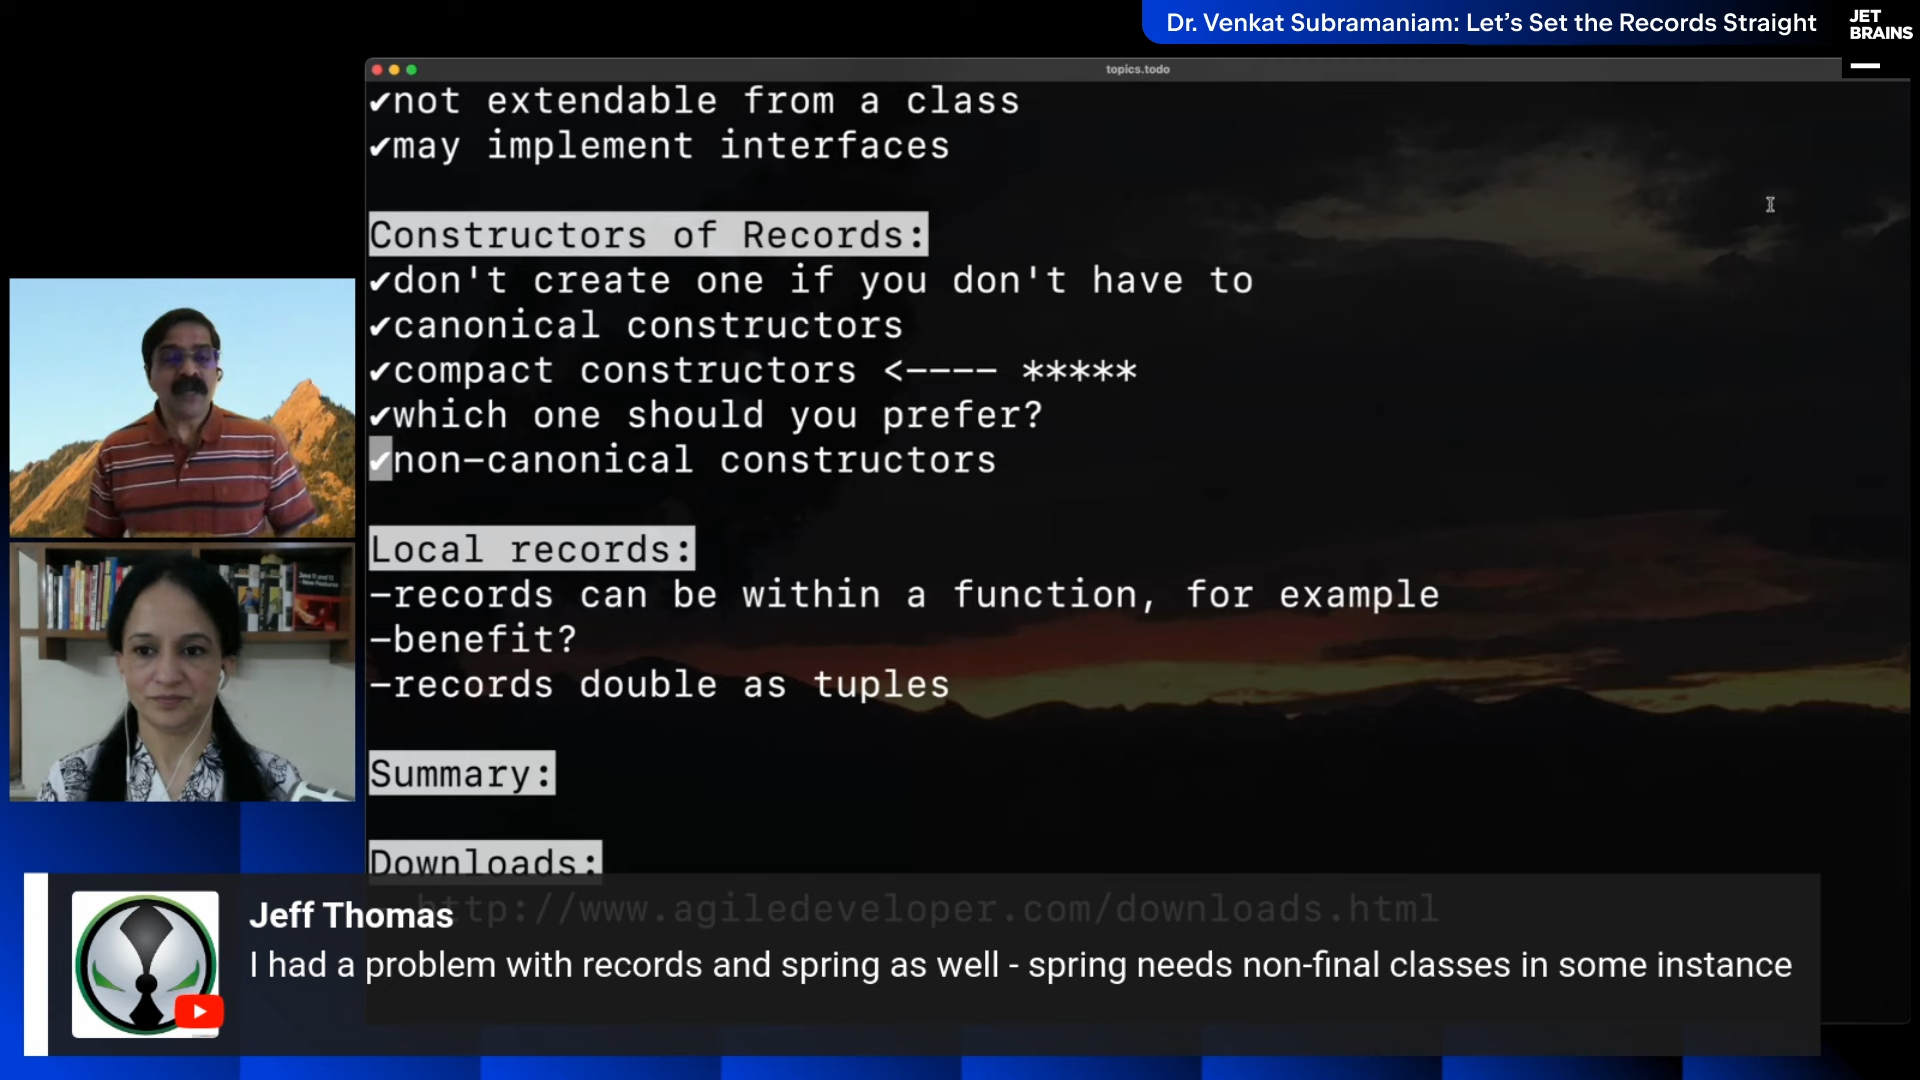 Dr. Venkat Subramaniam: Let's Set the Records Straight
JET
BRAINS
topics.todo
✔not extendable from a class
✔may implement interfaces
Constructors of Records:
✔don't create one if you don't have to
✔canonical constructors
✔compact constructors <---- *****
✔which one should you prefer?
✔non-canonical constructors
Local records:
-records can be within a function, for example
-benefit?
-records double as tuples
Summary:
Downloads:
http://www.agiledeveloper.com/downloads.html
Jeff Thomas
I had a problem with records and spring as well - spring needs non-final classes in some instance